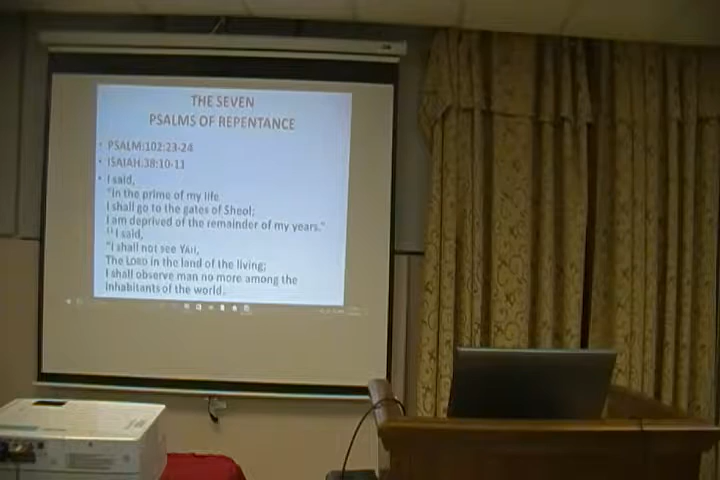 THE SEVEN
PSALMS OF REPENTANCE
• PSALM:102:23-24
• ISAIAH:38:10-11
• I said,
"In the prime of my life
I shall go to the gates of Sheol;
I am deprived of the remainder of my years."
11 I said,
"I shall not see YAH,
The LORD in the land of the living;
I shall observe man no more among the
inhabitants of the world.